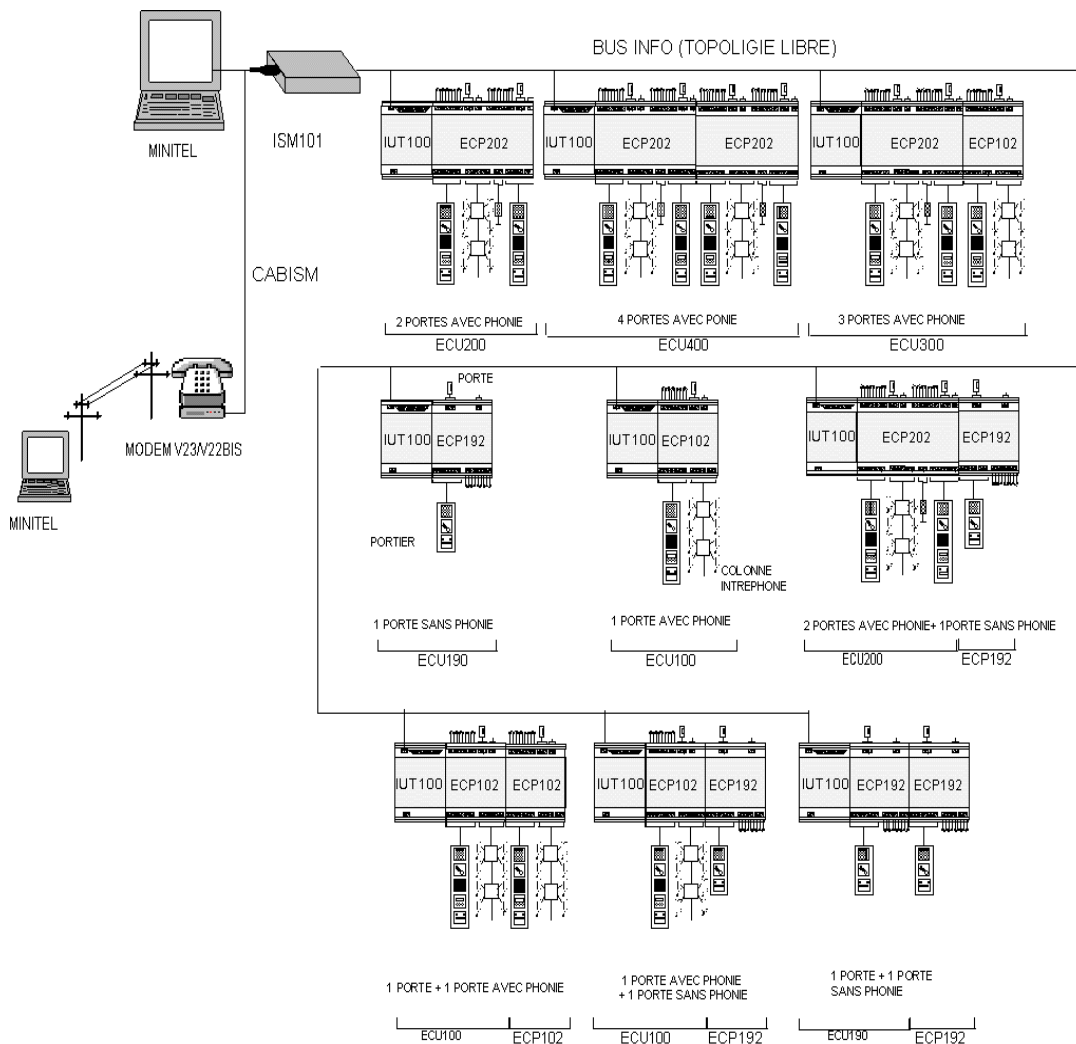 BUS INFO (TOPOLIGIE LIBRE)
MINITEL
ISM101
IUT100 ECP202
IUT100 ECP202 ECP202
IUT100 ECP202 ECP102
CABISM
2 PORTES AVEC PHONIE
ECU200
4 PORTES AVEC PONIE
ECU400
3 PORTES AVEC PHONIE
ECU300
MODEM V23/V22BIS
MINITEL
PORTE
IUT100 ECP192
IUT100 ECP102
IUT100 ECP202 ECP192
PORTIER
COLONNE
INTREPHONE
1 PORTE SANS PHONIE
ECU190
1 PORTE AVEC PHONIE
ECU100
2 PORTES AVEC PHONIE+ 1PORTE SANS PHONIE
ECU200 ECP192
IUT100 ECP102 ECP102
IUT100 ECP102 ECP192
IUT100 ECP192 ECP192
1 PORTE + 1 PORTE AVEC PHONIE
ECU100 ECP102
1 PORTE AVEC PHONIE
+ 1 PORTE SANS PHONIE
ECU100 ECP192
1 PORTE + 1 PORTE
SANS PHONIE
ECU190 ECP192